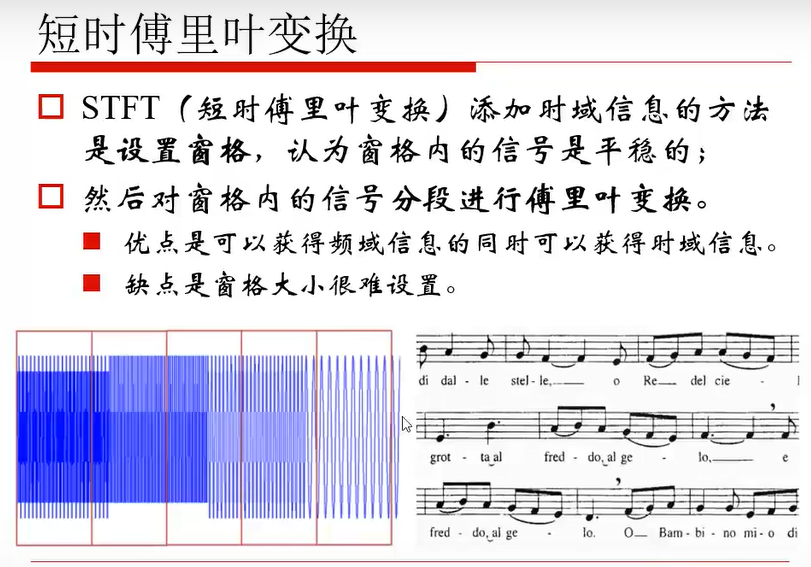 短时傅里叶变换
STFT（短时傅里叶变换）添加时域信息的方法
是设置窗格，认为窗格内的信号是平稳的；
然后对窗格内的信号分段进行傅里叶变换。
优点是可以获得频域信息的同时可以获得时域信息。
缺点是窗格大小很难设置。
di dal - le stel - le, o Re del cie - l
grot - ta al fred - do, al ge - lo, e
fred - do, al ge - lo. O Bam - bi - no mio di